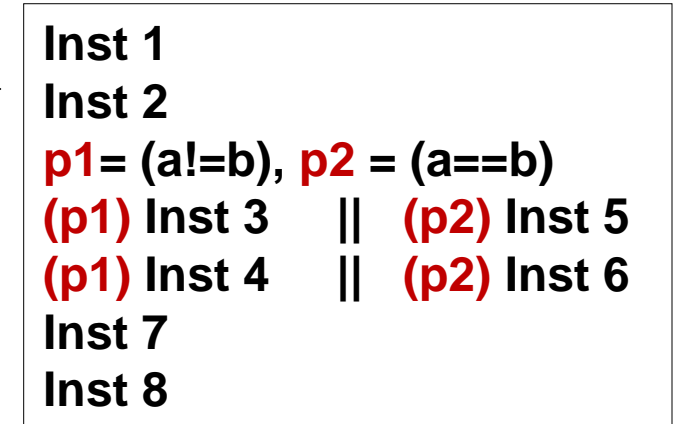 Inst 1
Inst 2
p1= (a!=b), p2 = (a==b)
(p1) Inst 3 || (p2) Inst 5
(p1) Inst 4 || (p2) Inst 6
Inst 7
Inst 8